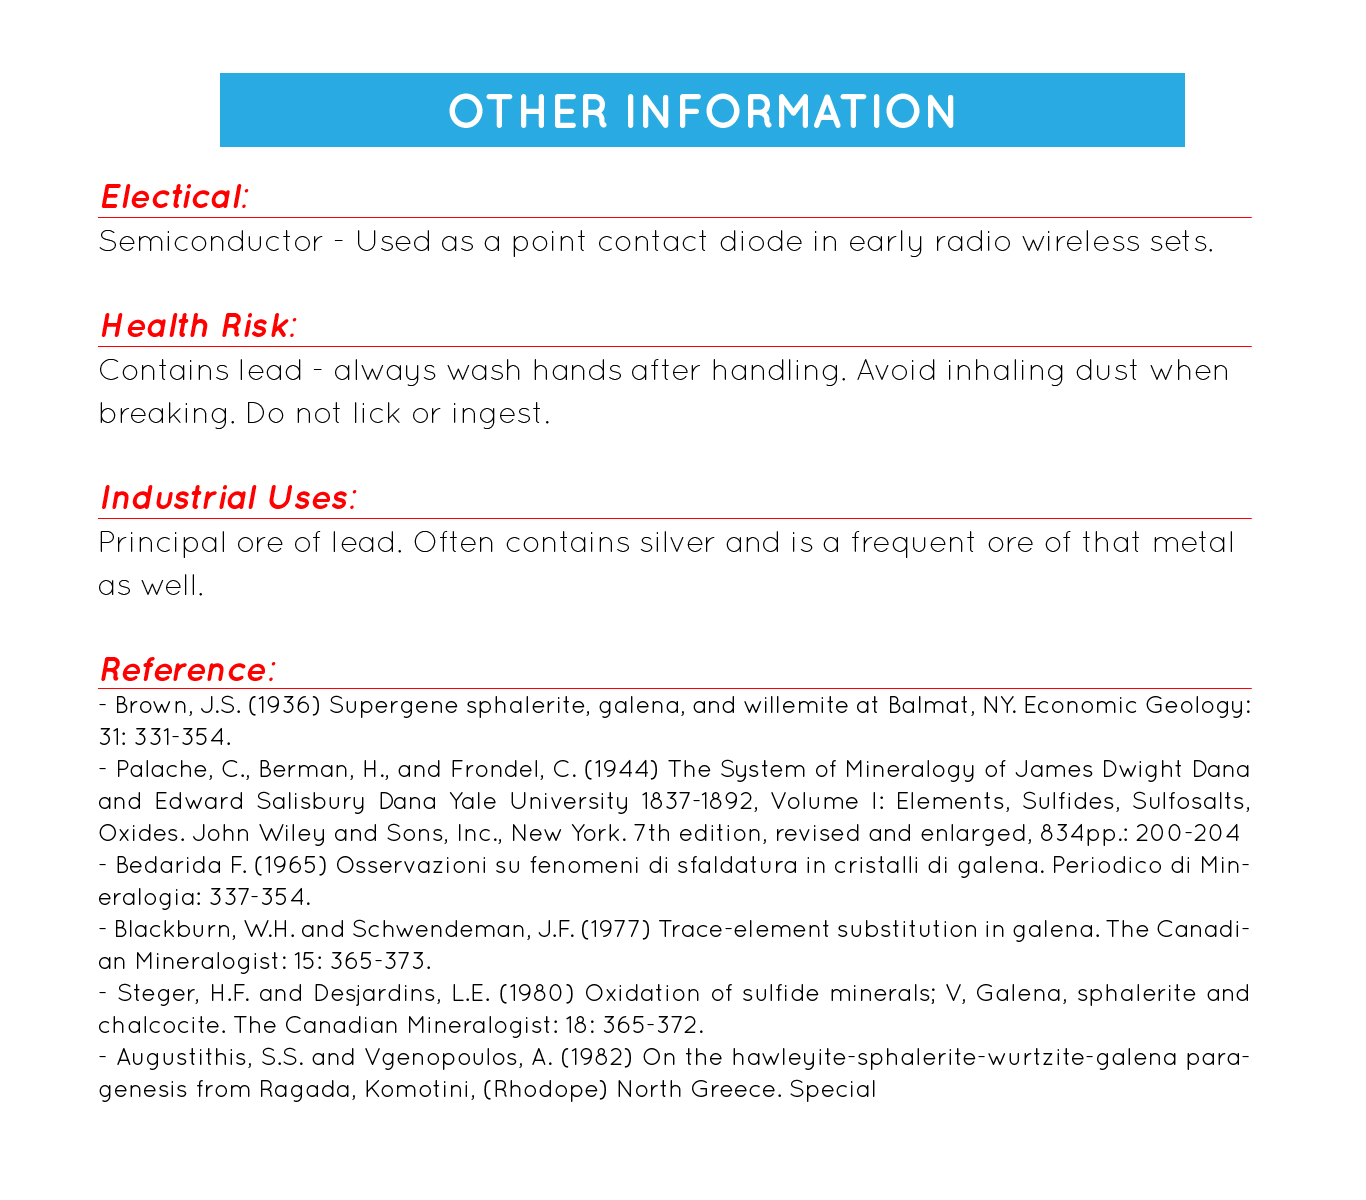 OTHER INFORMATION
Electical:
Semiconductor - Used as a point contact diode in early radio wireless sets.
Health Risk:
Contains lead - always wash hands after handling. Avoid inhaling dust when
breaking. Do not lick or ingest.
Industrial Uses:
Principal ore of lead. Often contains silver and is a frequent ore of that metal
as well.
Reference:
- Brown, J.S. (1936) Supergene sphalerite, galena, and willemite at Balmat, NY. Economic Geology:
31: 331-354.
- Palache, C., Berman, H., and Frondel, C. (1944) The System of Mineralogy of James Dwight Dana
and Edward Salisbury Dana Yale University 1837-1892, Volume I: Elements, Sulfides, Sulfosalts,
Oxides. John Wiley and Sons, Inc., New York. 7th edition, revised and enlarged, 834pp.: 200-204
- Bedarida F. (1965) Osservazioni su fenomeni di sfaldatura in cristalli di galena. Periodico di Min-
eralogia: 337-354.
- Blackburn, W.H. and Schwendeman, J.F. (1977) Trace-element substitution in galena. The Canadi-
an Mineralogist: 15: 365-373.
- Steger, H.F. and Desjardins, L.E. (1980) Oxidation of sulfide minerals; V, Galena, sphalerite and
chalcocite. The Canadian Mineralogist: 18: 365-372.
- Augustithis, S.S. and Vgenopoulos, A. (1982) On the hawleyite-sphalerite-wurtzite-galena para-
genesis from Ragada, Komotini, (Rhodope) North Greece. Special